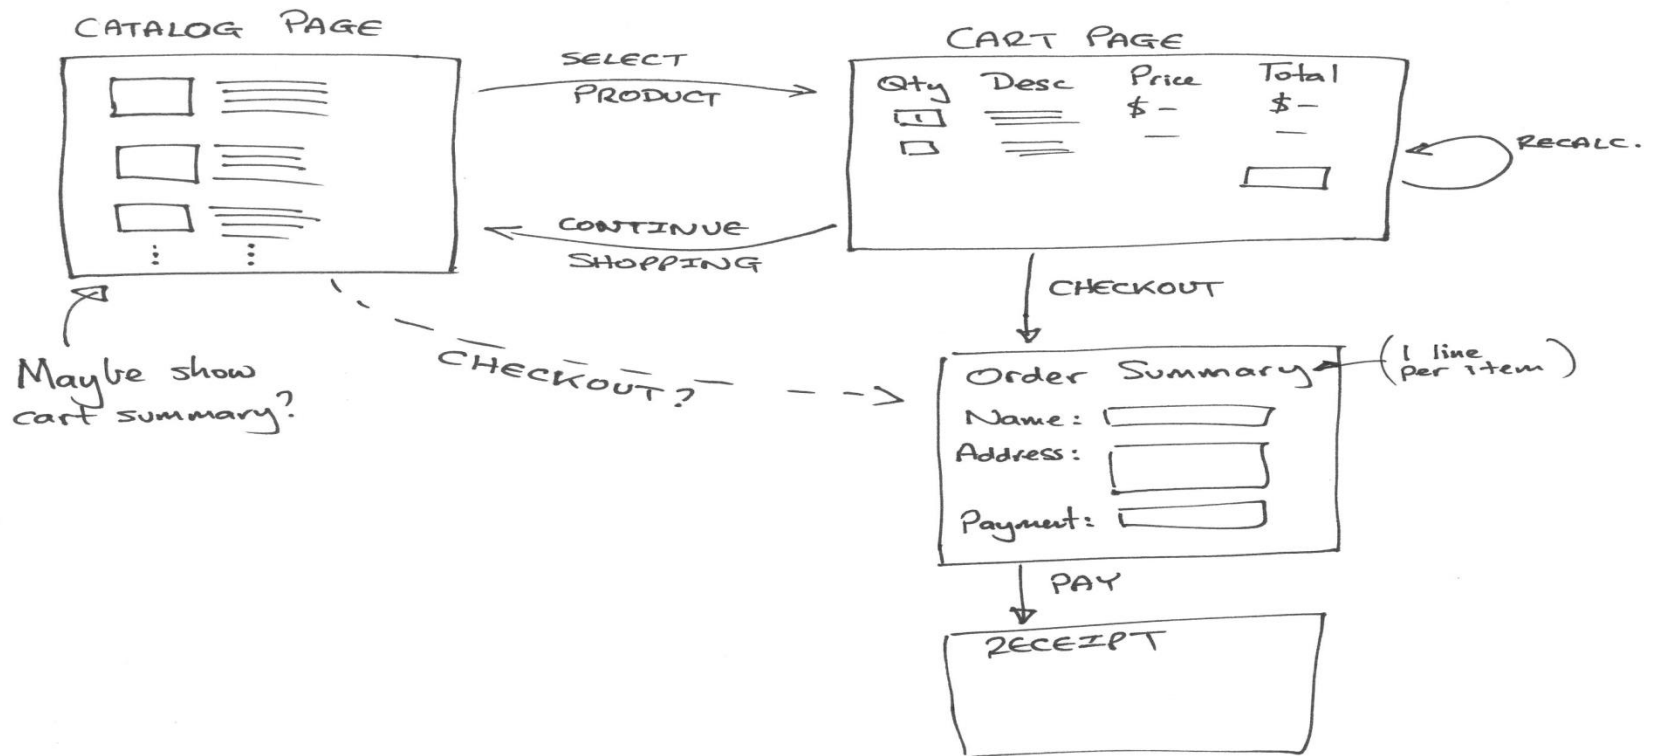 CATALOG PAGE
SELECT
PRODUCT
CART PAGE
Qty Desc Price Total
1 $ - $ -
RECALC.
CONTINUE
SHOPPING
CHECKOUT
Maybe show
cart summary?
CHECKOUT?
Order Summary
(1 line
per item)
Name:
Address:
Payment:
PAY
RECEIPT